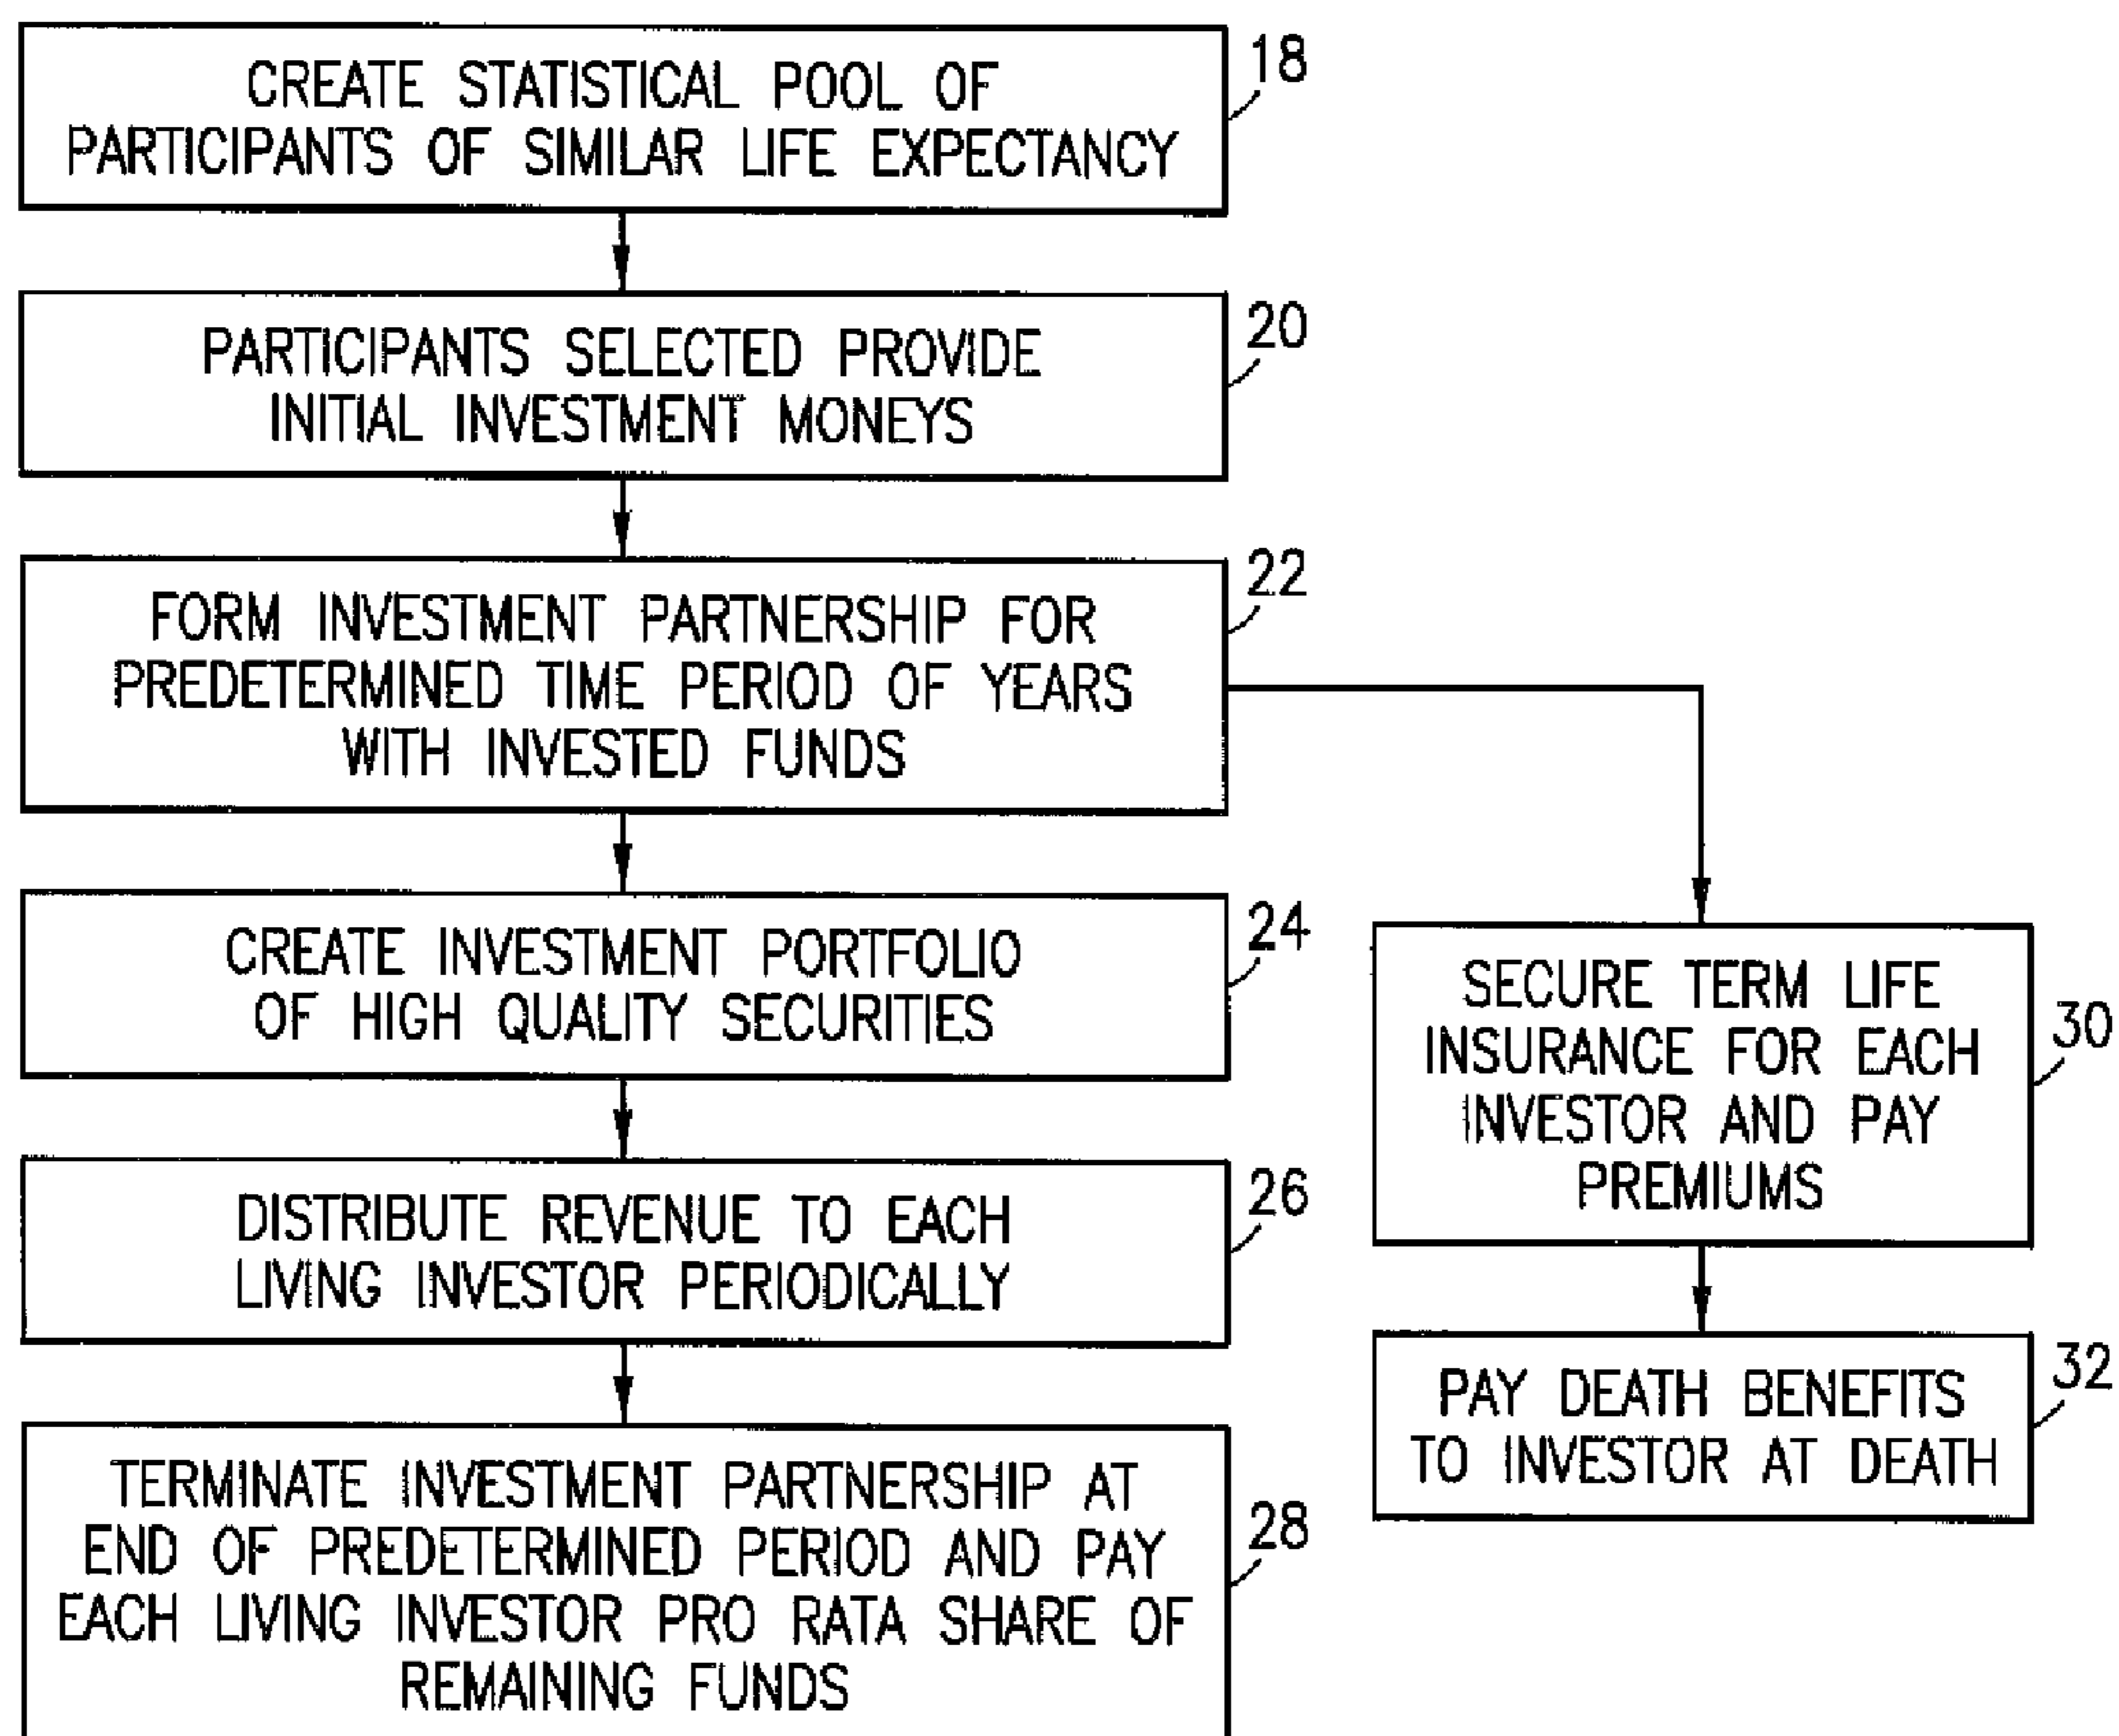 CREATE STATISTICAL POOL OF
PARTICIPANTS OF SIMILAR LIFE EXPECTANCY
18
PARTICIPANTS SELECTED PROVIDE
INITIAL INVESTMENT MONEYS
20
FORM INVESTMENT PARTNERSHIP FOR
PREDETERMINED TIME PERIOD OF YEARS
WITH INVESTED FUNDS
22
CREATE INVESTMENT PORTFOLIO
OF HIGH QUALITY SECURITIES
24
DISTRIBUTE REVENUE TO EACH
LIVING INVESTOR PERIODICALLY
26
TERMINATE INVESTMENT PARTNERSHIP AT
END OF PREDETERMINED PERIOD AND PAY
EACH LIVING INVESTOR PRO RATA SHARE OF
REMAINING FUNDS
28
SECURE TERM LIFE
INSURANCE FOR EACH
INVESTOR AND PAY
PREMIUMS
30
PAY DEATH BENEFITS
TO INVESTOR AT DEATH
32